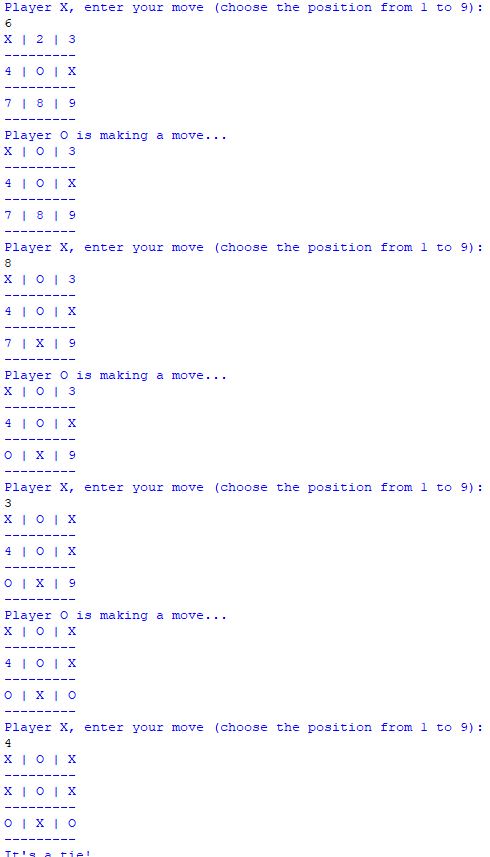 Player X, enter your move (choose the position from 1 to 9):
6
X | 2 | 3
---------
4 | O | X
---------
7 | 8 | 9
---------
Player O is making a move...
X | O | 3
---------
4 | O | X
---------
7 | 8 | 9
---------
Player X, enter your move (choose the position from 1 to 9):
8
X | O | 3
---------
4 | O | X
---------
7 | X | 9
---------
Player O is making a move...
X | O | 3
---------
4 | O | X
---------
O | X | 9
---------
Player X, enter your move (choose the position from 1 to 9):
3
X | O | X
---------
4 | O | X
---------
O | X | 9
---------
Player O is making a move...
X | O | X
---------
4 | O | X
---------
O | X | O
---------
Player X, enter your move (choose the position from 1 to 9):
4
X | O | X
---------
X | O | X
---------
O | X | O
---------
It's a tie!